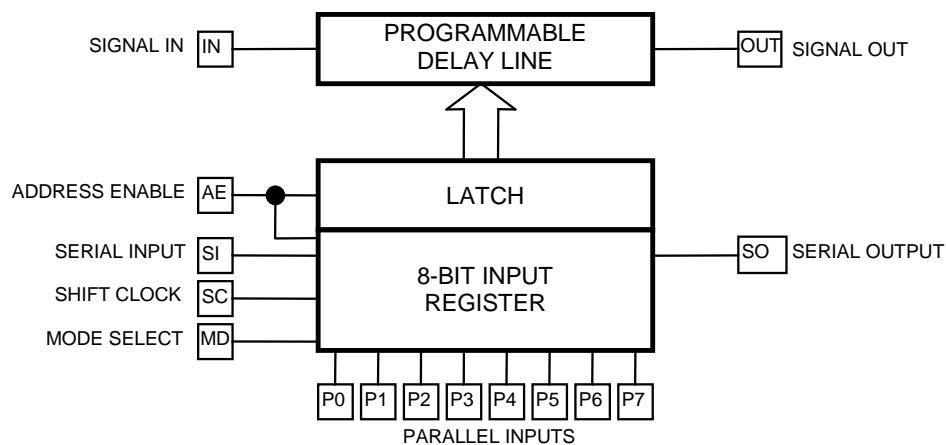 SIGNAL IN
IN
PROGRAMMABLE
DELAY LINE
OUT
SIGNAL OUT
ADDRESS ENABLE
AE
LATCH
SERIAL INPUT
SI
8-BIT INPUT
REGISTER
SO
SERIAL OUTPUT
SHIFT CLOCK
SC
MODE SELECT
MD
P0 P1 P2 P3 P4 P5 P6 P7
PARALLEL INPUTS